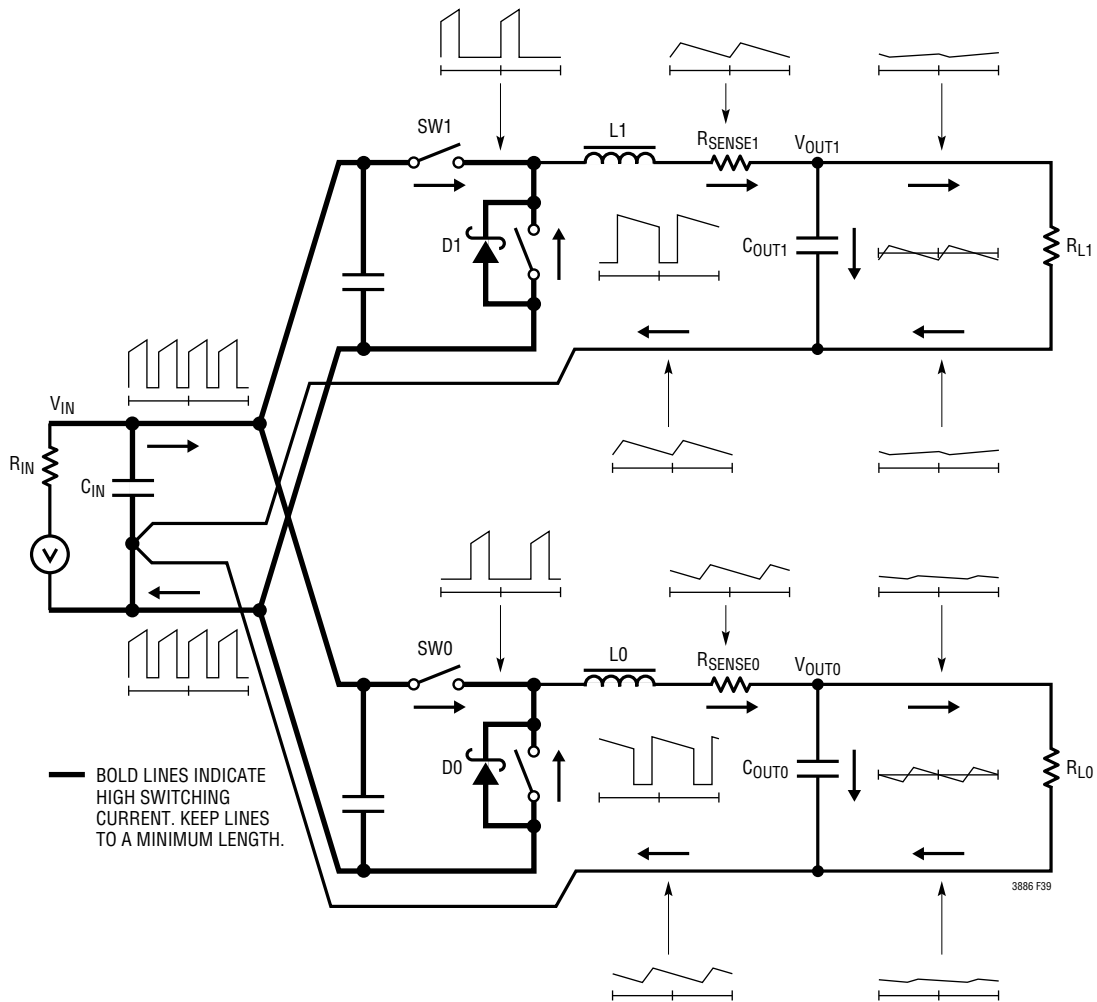 SW1
L1
RSENSE1
VOUT1
D1
COUT1
RL1
VIN
RIN
CIN
V
SW0
L0
RSENSE0
VOUT0
D0
COUT0
RL0
BOLD LINES INDICATE
HIGH SWITCHING
CURRENT. KEEP LINES
TO A MINIMUM LENGTH.
3886 F39